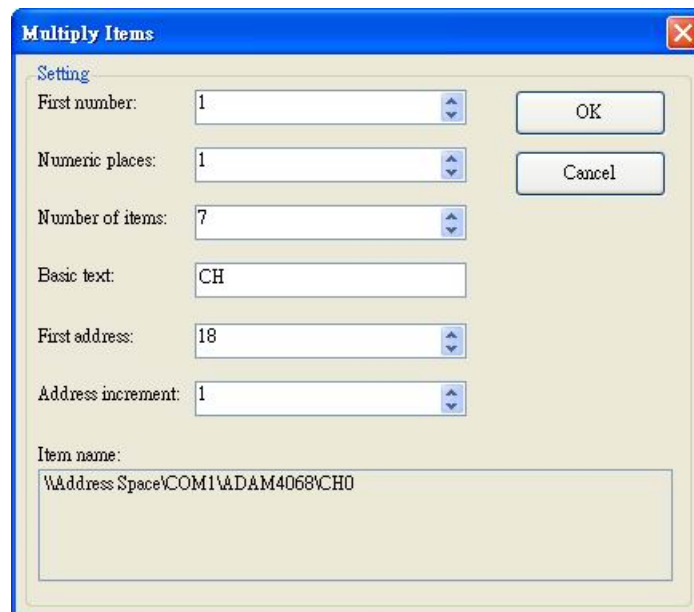 Multiply Items
Setting
First number: 1
OK
Numeric places: 1
Cancel
Number of items: 7
Basic text: CH
First address: 18
Address increment: 1
Item name:
\\Address Space\COM1\ADAM4068\CH0